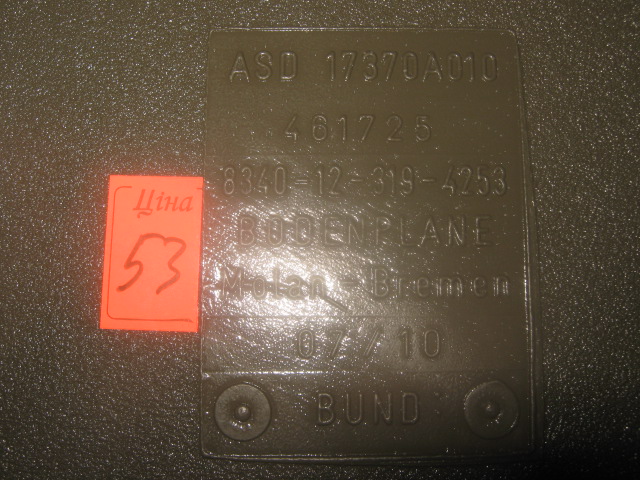 ASD 17370A010
461725
8340-12-319-4253
BODENPLANE
Molan-Bremen
07/10
BUND
Ціна
53